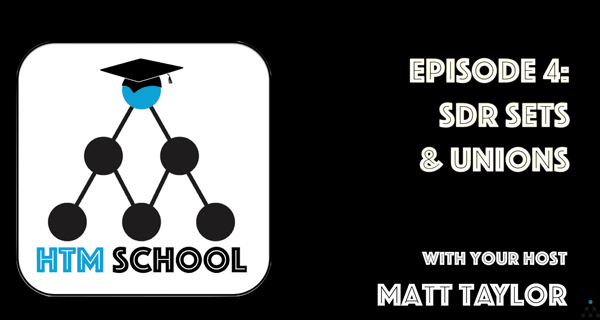 HTM SCHOOL
EPISODE 4:
SDR SETS
& UNIONS
WITH YOUR HOST
MATT TAYLOR